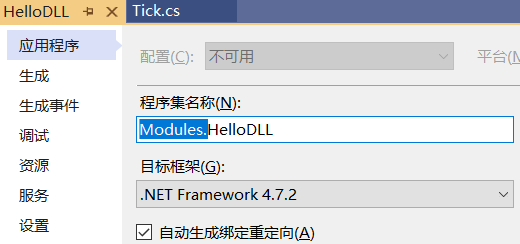 HelloDLL
Tick.cs
应用程序
生成
生成事件
调试
资源
服务
设置
配置(C):
不可用
平台(M
程序集名称(N):
Modules.HelloDLL
目标框架(G):
.NET Framework 4.7.2
自动生成绑定重定向(A)